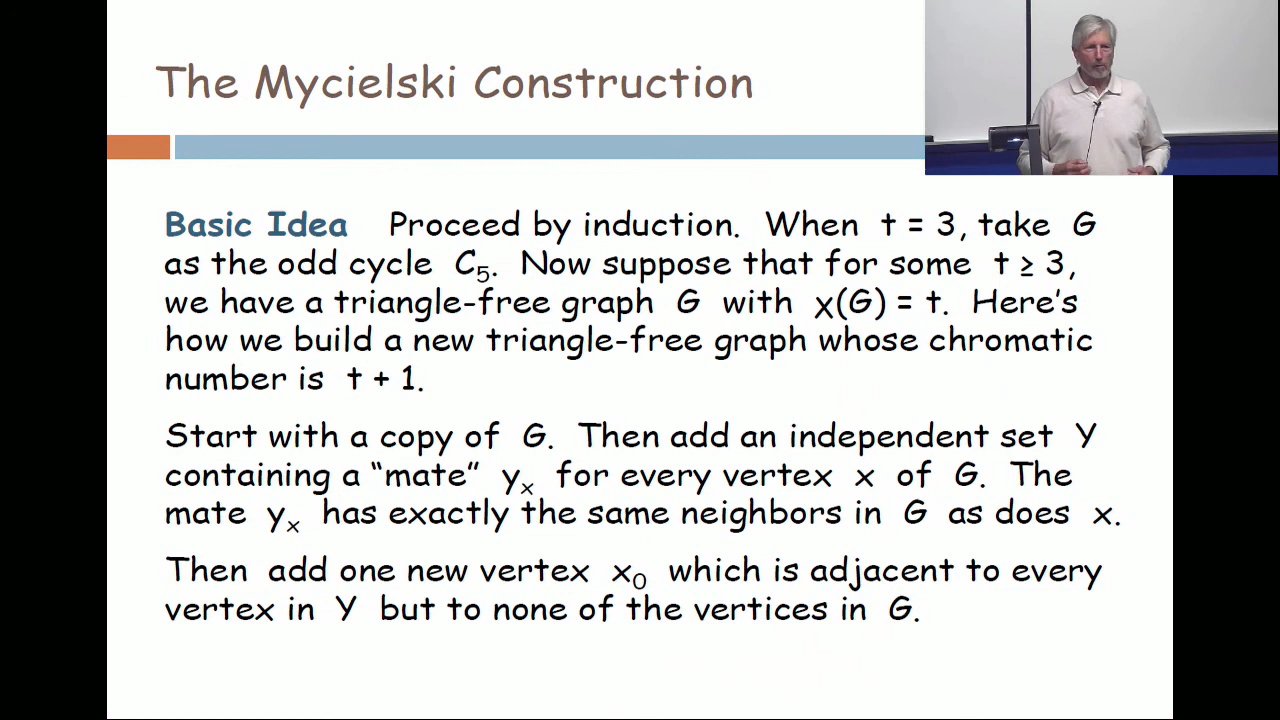 The Mycielski Construction
Basic Idea Proceed by induction. When t = 3, take G
as the odd cycle C₅. Now suppose that for some t ≥ 3,
we have a triangle-free graph G with χ(G) = t. Here's
how we build a new triangle-free graph whose chromatic
number is t + 1.
Start with a copy of G. Then add an independent set Y
containing a “mate” yₓ for every vertex x of G. The
mate yₓ has exactly the same neighbors in G as does x.
Then add one new vertex x₀ which is adjacent to every
vertex in Y but to none of the vertices in G.